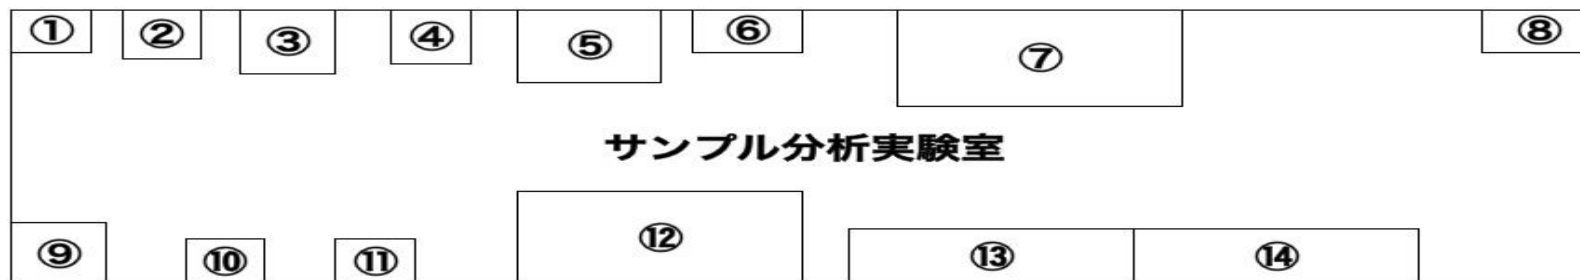 ① ② ③ ④ ⑤ ⑥ ⑦ ⑧
サンプル分析実験室
⑨ ⑩ ⑪ ⑫ ⑬ ⑭